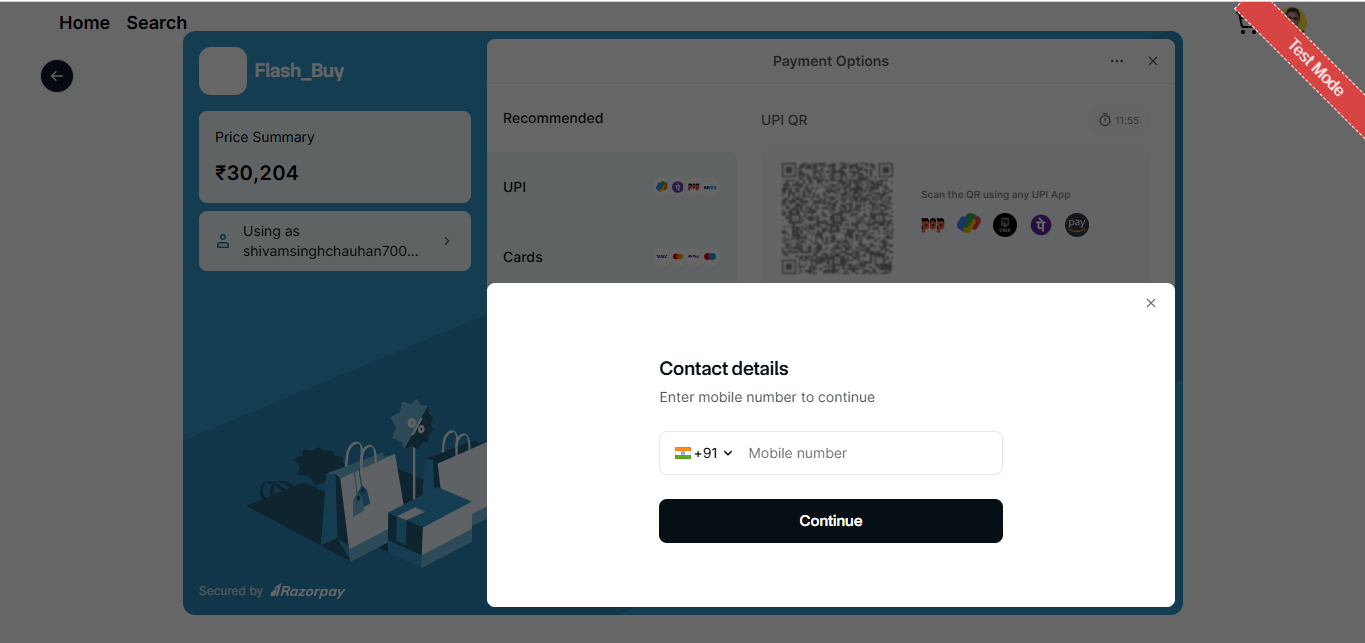 Home Search
Test Mode
Flash_Buy
Price Summary
₹30,204
Using as
shivamsinghchauhan700...
Secured by Razorpay
Payment Options
Recommended
UPI
Cards
UPI QR
11:55
Scan the QR using any UPI App
pop
pay
Contact details
Enter mobile number to continue
+91 Mobile number
Continue